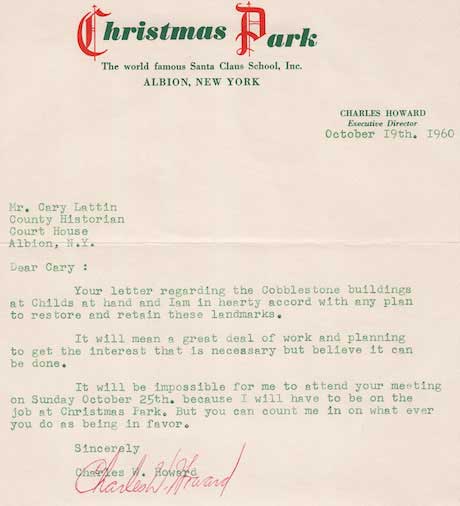 Christmas Park
The world famous Santa Claus School, Inc.
ALBION, NEW YORK
CHARLES HOWARD
Executive Director
October 19th. 1960
Mr. Cary Lattin
County Historian
Court House
Albion, N.Y.
Dear Cary :
Your letter regarding the Cobblestone buildings
at Childs at hand and Iam in hearty accord with any plan
to restore and retain these landmarks.
It will mean a great deal of work and planning
to get the interest that is necessary but believe it can
be done.
It will be impossible for me to attend your meeting
on Sunday October 25th. because I will have to be on the
job at Christmas Park. But you can count me in on what ever
you do as being in favor.
Sincerely
Charles W. Howard
Charles W. Howard